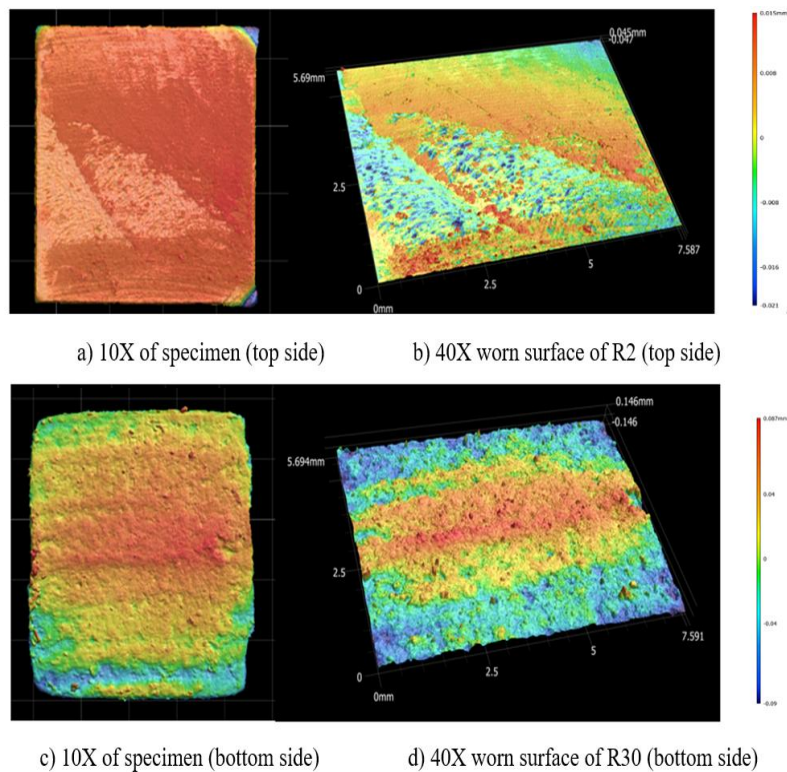 0.015mm
0.045mm
-0.047
5.69mm
0.008
0
2.5
-0.008
7.587
5
-0.016
2.5
0
0mm
-0.021
a) 10X of specimen (top side)
b) 40X worn surface of R2 (top side)
0.146mm
-0.146
0.087mm
5.694mm
0.04
0
2.5
-0.04
7.591
5
2.5
0
0mm
-0.09
c) 10X of specimen (bottom side)
d) 40X worn surface of R30 (bottom side)